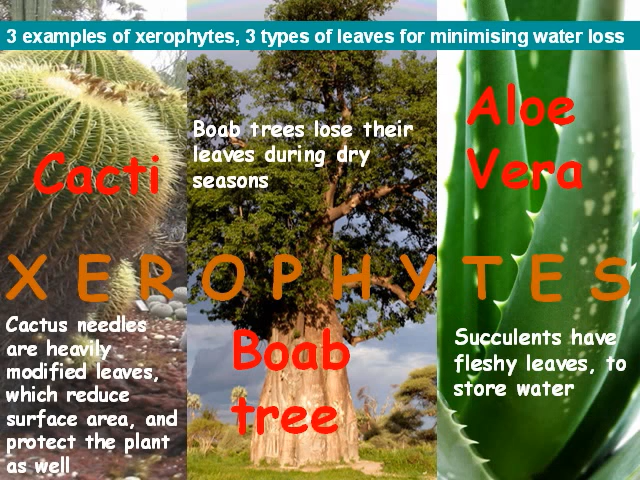 3 examples of xerophytes, 3 types of leaves for minimising water loss
Cacti
Boab trees lose their
leaves during dry
seasons
Aloe
Vera
XEROPHYTES
Cactus needles
are heavily
modified leaves,
which reduce
surface area, and
protect the plant
as well.
Boab
tree
Succulents have
fleshy leaves, to
store water